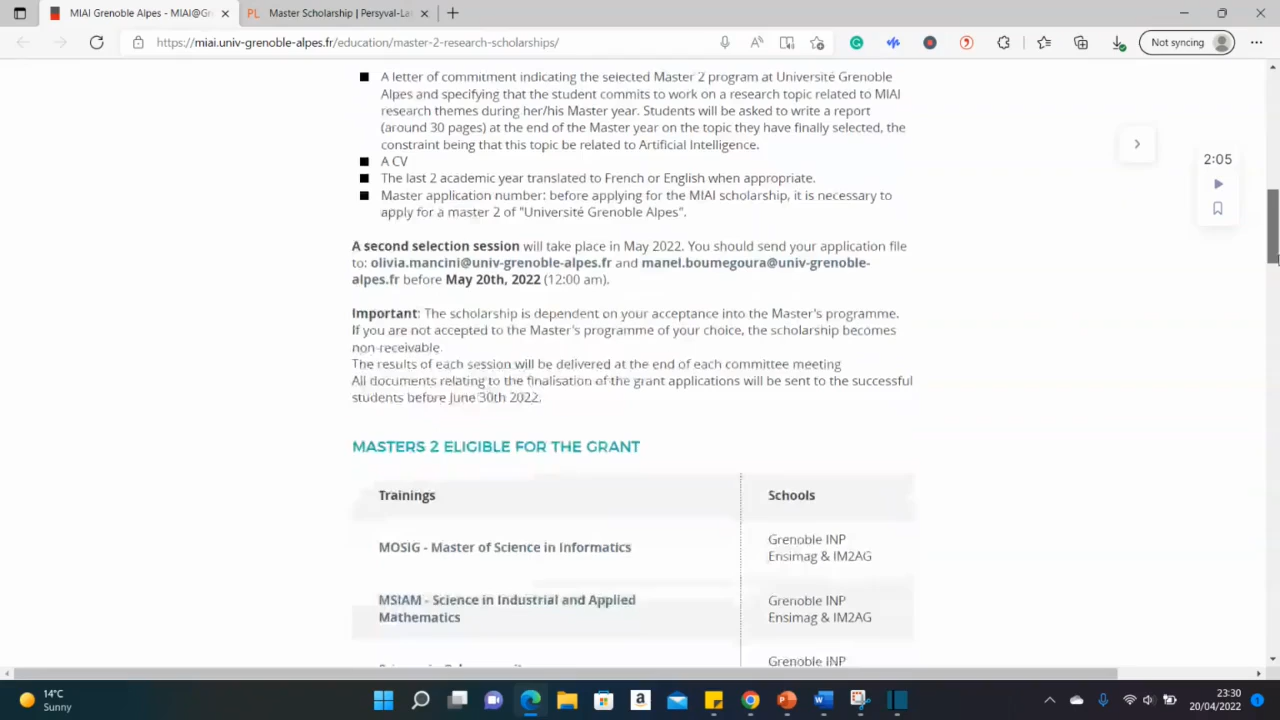 MIAI Grenoble Alpes - MIAI@Gr
PL Master Scholarship | Persyval-La
https://miai.univ-grenoble-alpes.fr/education/master-2-research-scholarships/
Not syncing
A letter of commitment indicating the selected Master 2 program at Université Grenoble
Alpes and specifying that the student commits to work on a research topic related to MIAI
research themes during her/his Master year. Students will be asked to write a report
(around 30 pages) at the end of the Master year on the topic they have finally selected, the
constraint being that this topic be related to Artificial Intelligence.
A CV
The last 2 academic year translated to French or English when appropriate.
Master application number: before applying for the MIAI scholarship, it is necessary to
apply for a master 2 of "Université Grenoble Alpes".
2:05
A second selection session will take place in May 2022. You should send your application file
to: olivia.mancini@univ-grenoble-alpes.fr and manel.boumegoura@univ-grenoble-
alpes.fr before May 20th, 2022 (12:00 am).
Important: The scholarship is dependent on your acceptance into the Master's programme.
If you are not accepted to the Master's programme of your choice, the scholarship becomes
non-receivable.
The results of each session will be delivered at the end of each committee meeting
All documents relating to the finalisation of the grant applications will be sent to the successful
students before June 30th 2022.
MASTERS 2 ELIGIBLE FOR THE GRANT
Trainings
Schools
MOSIG - Master of Science in Informatics
Grenoble INP
Ensimag & IM2AG
MSIAM - Science in Industrial and Applied
Mathematics
Grenoble INP
Ensimag & IM2AG
Grenoble INP
14°C
Sunny
23:30
20/04/2022